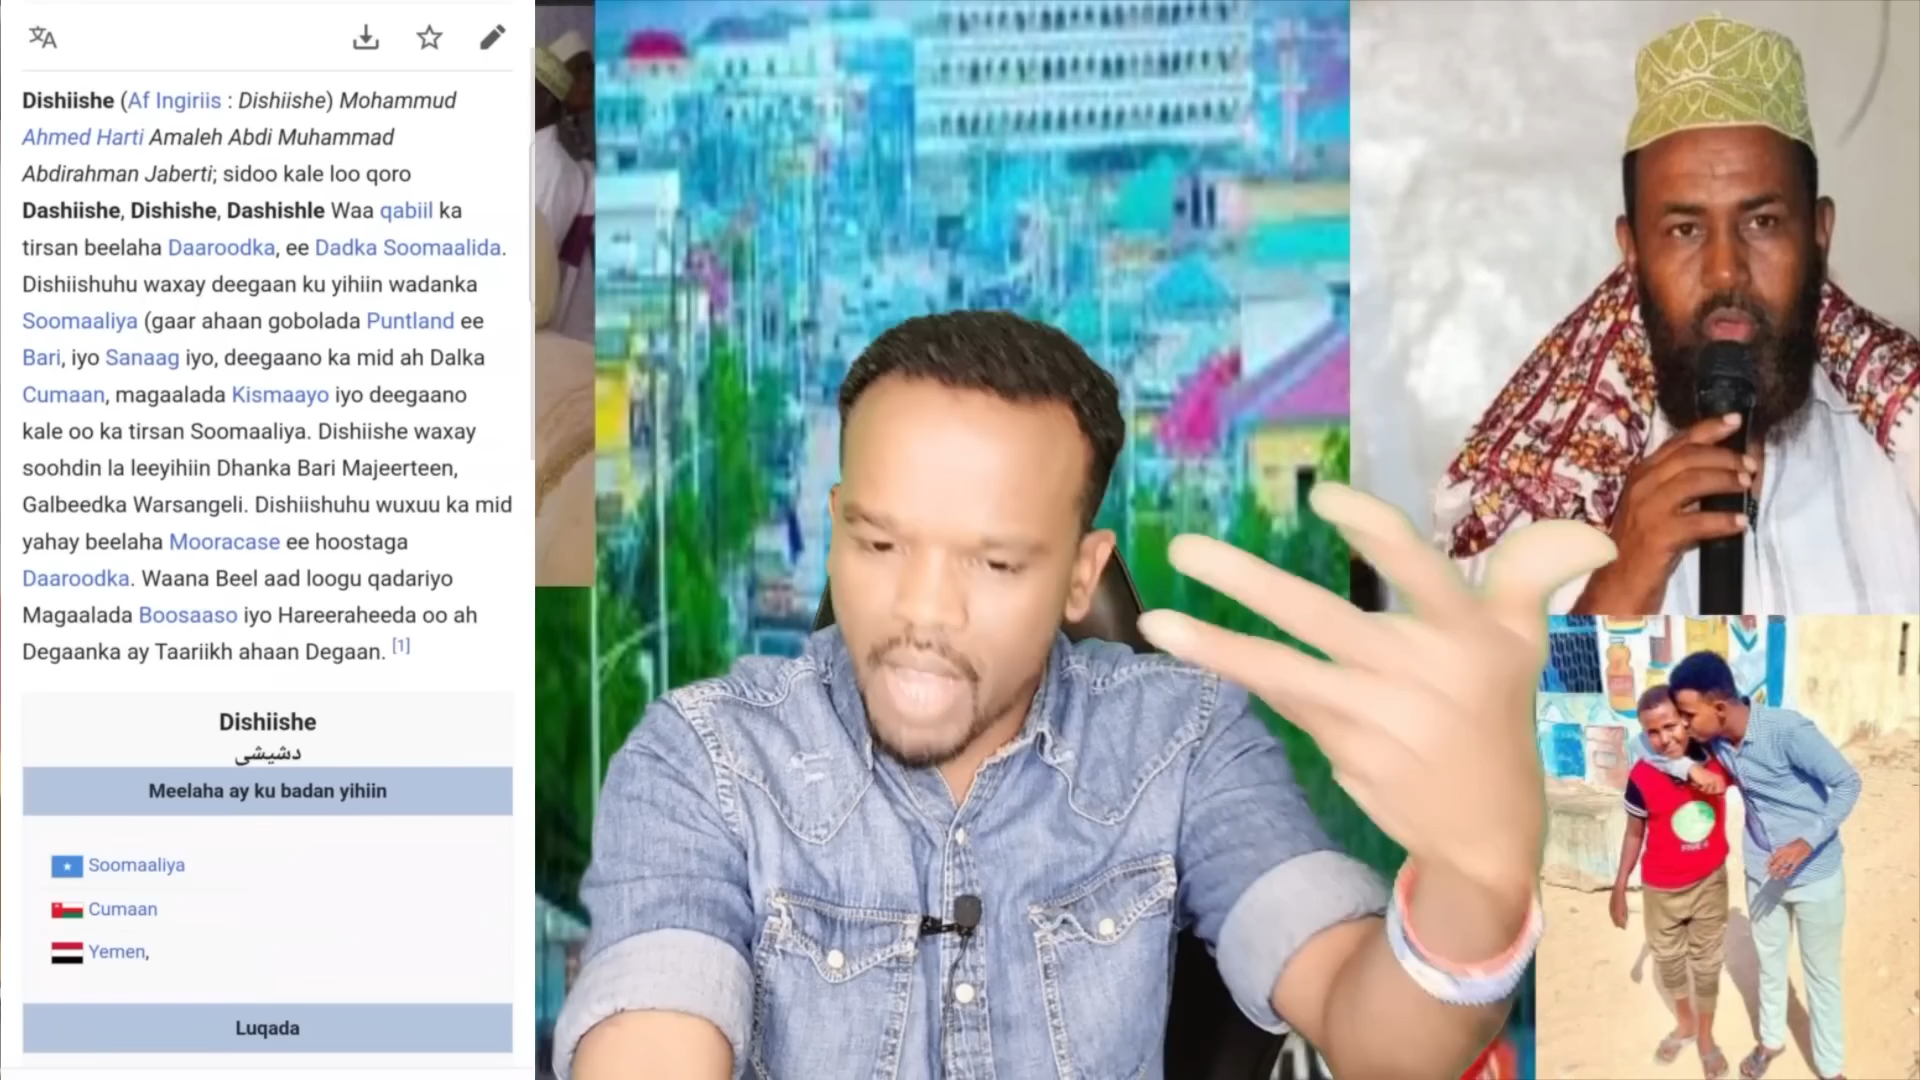 Dishiishe (Af Ingiriis : Dishiishe) Mohammud
Ahmed Harti Amaleh Abdi Muhammad
Abdirahman Jaberti; sidoo kale loo qoro
Dashiishe, Dishishe, Dashishle Waa qabiil ka
tirsan beelaha Daaroodka, ee Dadka Soomaalida.
Dishiishuhu waxay deegaan ku yihiin wadanka
Soomaaliya (gaar ahaan gobolada Puntland ee
Bari, iyo Sanaag iyo, deegaano ka mid ah Dalka
Cumaan, magaalada Kismaayo iyo deegaano
kale oo ka tirsan Soomaaliya. Dishiishe waxay
soohdin la leeyihiin Dhanka Bari Majeerteen,
Galbeedka Warsangeli. Dishiishuhu wuxuu ka mid
yahay beelaha Mooracase ee hoostaga
Daaroodka. Waana Beel aad loogu qadariyo
Magaalada Boosaaso iyo Hareeraheeda oo ah
Degaanka ay Taariikh ahaan Degaan. [1]
Dishiishe
دشيشى
Meelaha ay ku badan yihiin
Soomaaliya
Cumaan
Yemen,
Luqada